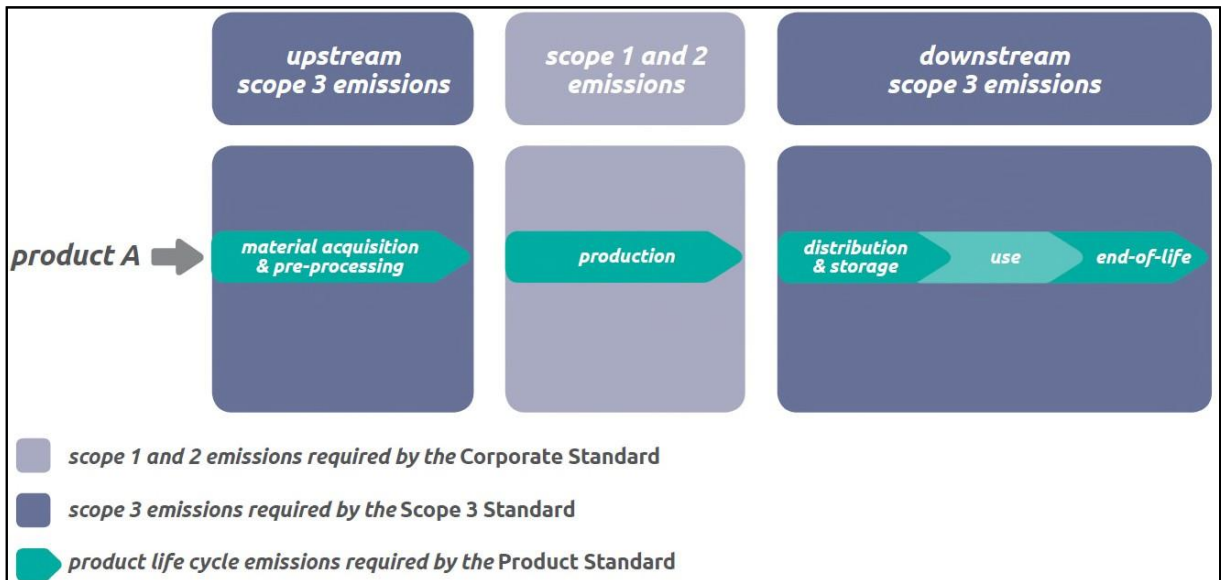 upstream
scope 3 emissions
scope 1 and 2
emissions
downstream
scope 3 emissions
product A
material acquisition
& pre-processing
production
distribution
& storage
use
end-of-life
scope 1 and 2 emissions required by the Corporate Standard
scope 3 emissions required by the Scope 3 Standard
product life cycle emissions required by the Product Standard